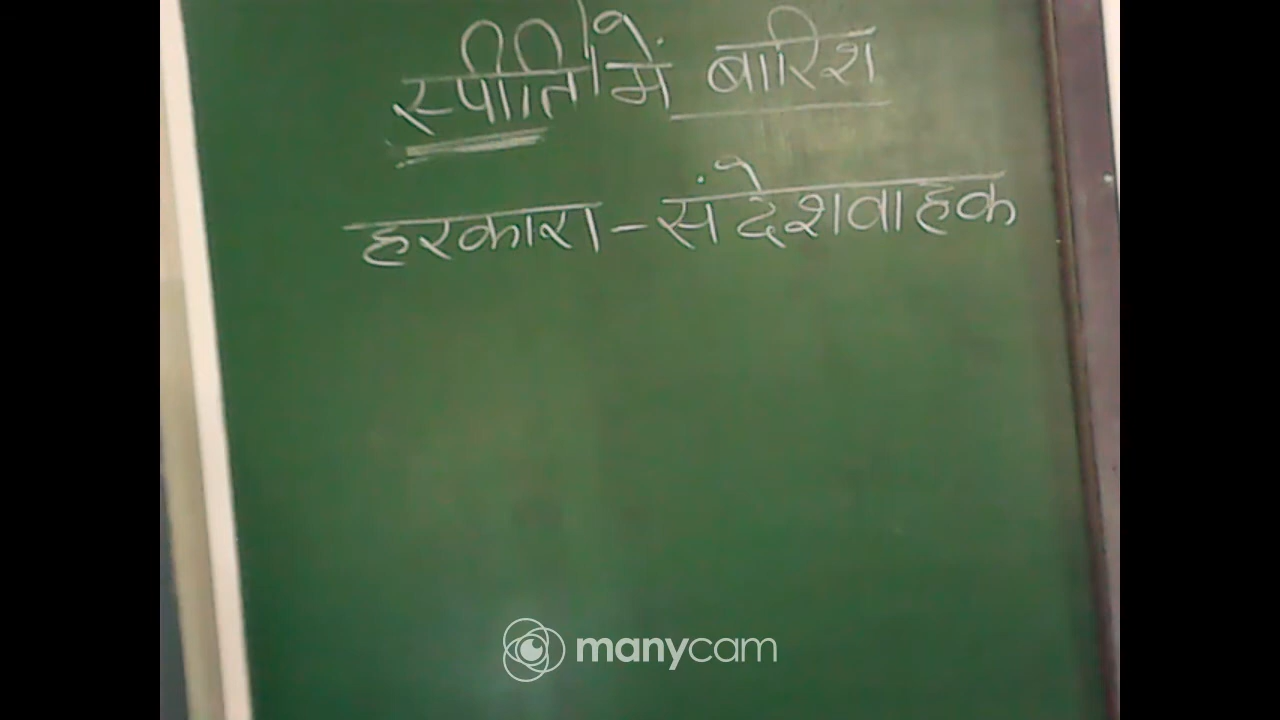 स्पीति में बारिश
हरकारा - संदेशवाहक
manycam